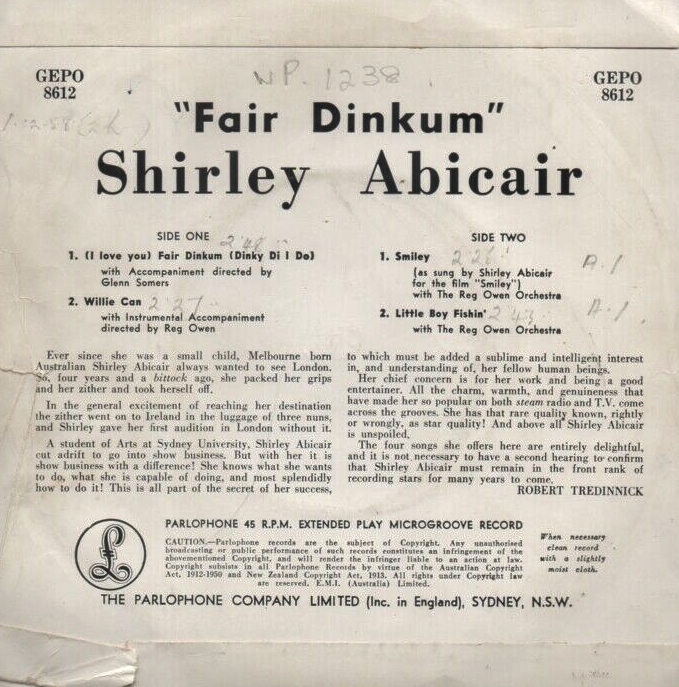 GEPO
8612
NP. 1238
GEPO
8612
1-12-58 (2k)
"Fair Dinkum"
Shirley Abicair
SIDE ONE 2'48"
1. (I love you) Fair Dinkum (Dinky Di I Do)
with Accompaniment directed by
Glenn Somers
2. Willie Can 2'27"
with Instrumental Accompaniment
directed by Reg Owen
SIDE TWO
1. Smiley 2'26" A.1
(as sung by Shirley Abicair
for the film "Smiley")
with The Reg Owen Orchestra
2. Little Boy Fishin' 2'43" A.1
with The Reg Owen Orchestra
Ever since she was a small child, Melbourne born
Australian Shirley Abicair always wanted to see London.
So, four years and a bittock ago, she packed her grips
and her zither and took herself off.
In the general excitement of reaching her destination
the zither went on to Ireland in the luggage of three nuns,
and Shirley gave her first audition in London without it.
A student of Arts at Sydney University, Shirley Abicair
cut adrift to go into show business. But with her it is
show business with a difference! She knows what she wants
to do, what she is capable of doing, and most splendidly
how to do it! This is all part of the secret of her success,
to which must be added a sublime and intelligent interest
in, and understanding of, her fellow human beings.
Her chief concern is for her work and being a good
entertainer. All the charm, warmth, and genuineness that
have made her so popular on both steam radio and T.V. come
across the grooves. She has that rare quality known, rightly
or wrongly, as star quality! And above all Shirley Abicair
is unspoiled.
The four songs she offers here are entirely delightful,
and it is not necessary to have a second hearing to confirm
that Shirley Abicair must remain in the front rank of
recording stars for many years to come.
ROBERT TREDINNICK
£
PARLOPHONE 45 R.P.M. EXTENDED PLAY MICROGROOVE RECORD
CAUTION.—Parlophone records are the subject of Copyright. Any unauthorised
broadcasting or public performance of such records constitutes an infringement of the
abovementioned Copyright, and will render the infringer liable to an action at law.
Copyright subsists in all Parlophone Records by virtue of the Australian Copyright
Act, 1912-1950 and New Zealand Copyright Act, 1913. All rights under Copyright law
are reserved. E.M.I. (Australia) Limited.
When necessary
clean record
with a slightly
moist cloth.
THE PARLOPHONE COMPANY LIMITED (Inc. in England), SYDNEY, N.S.W.